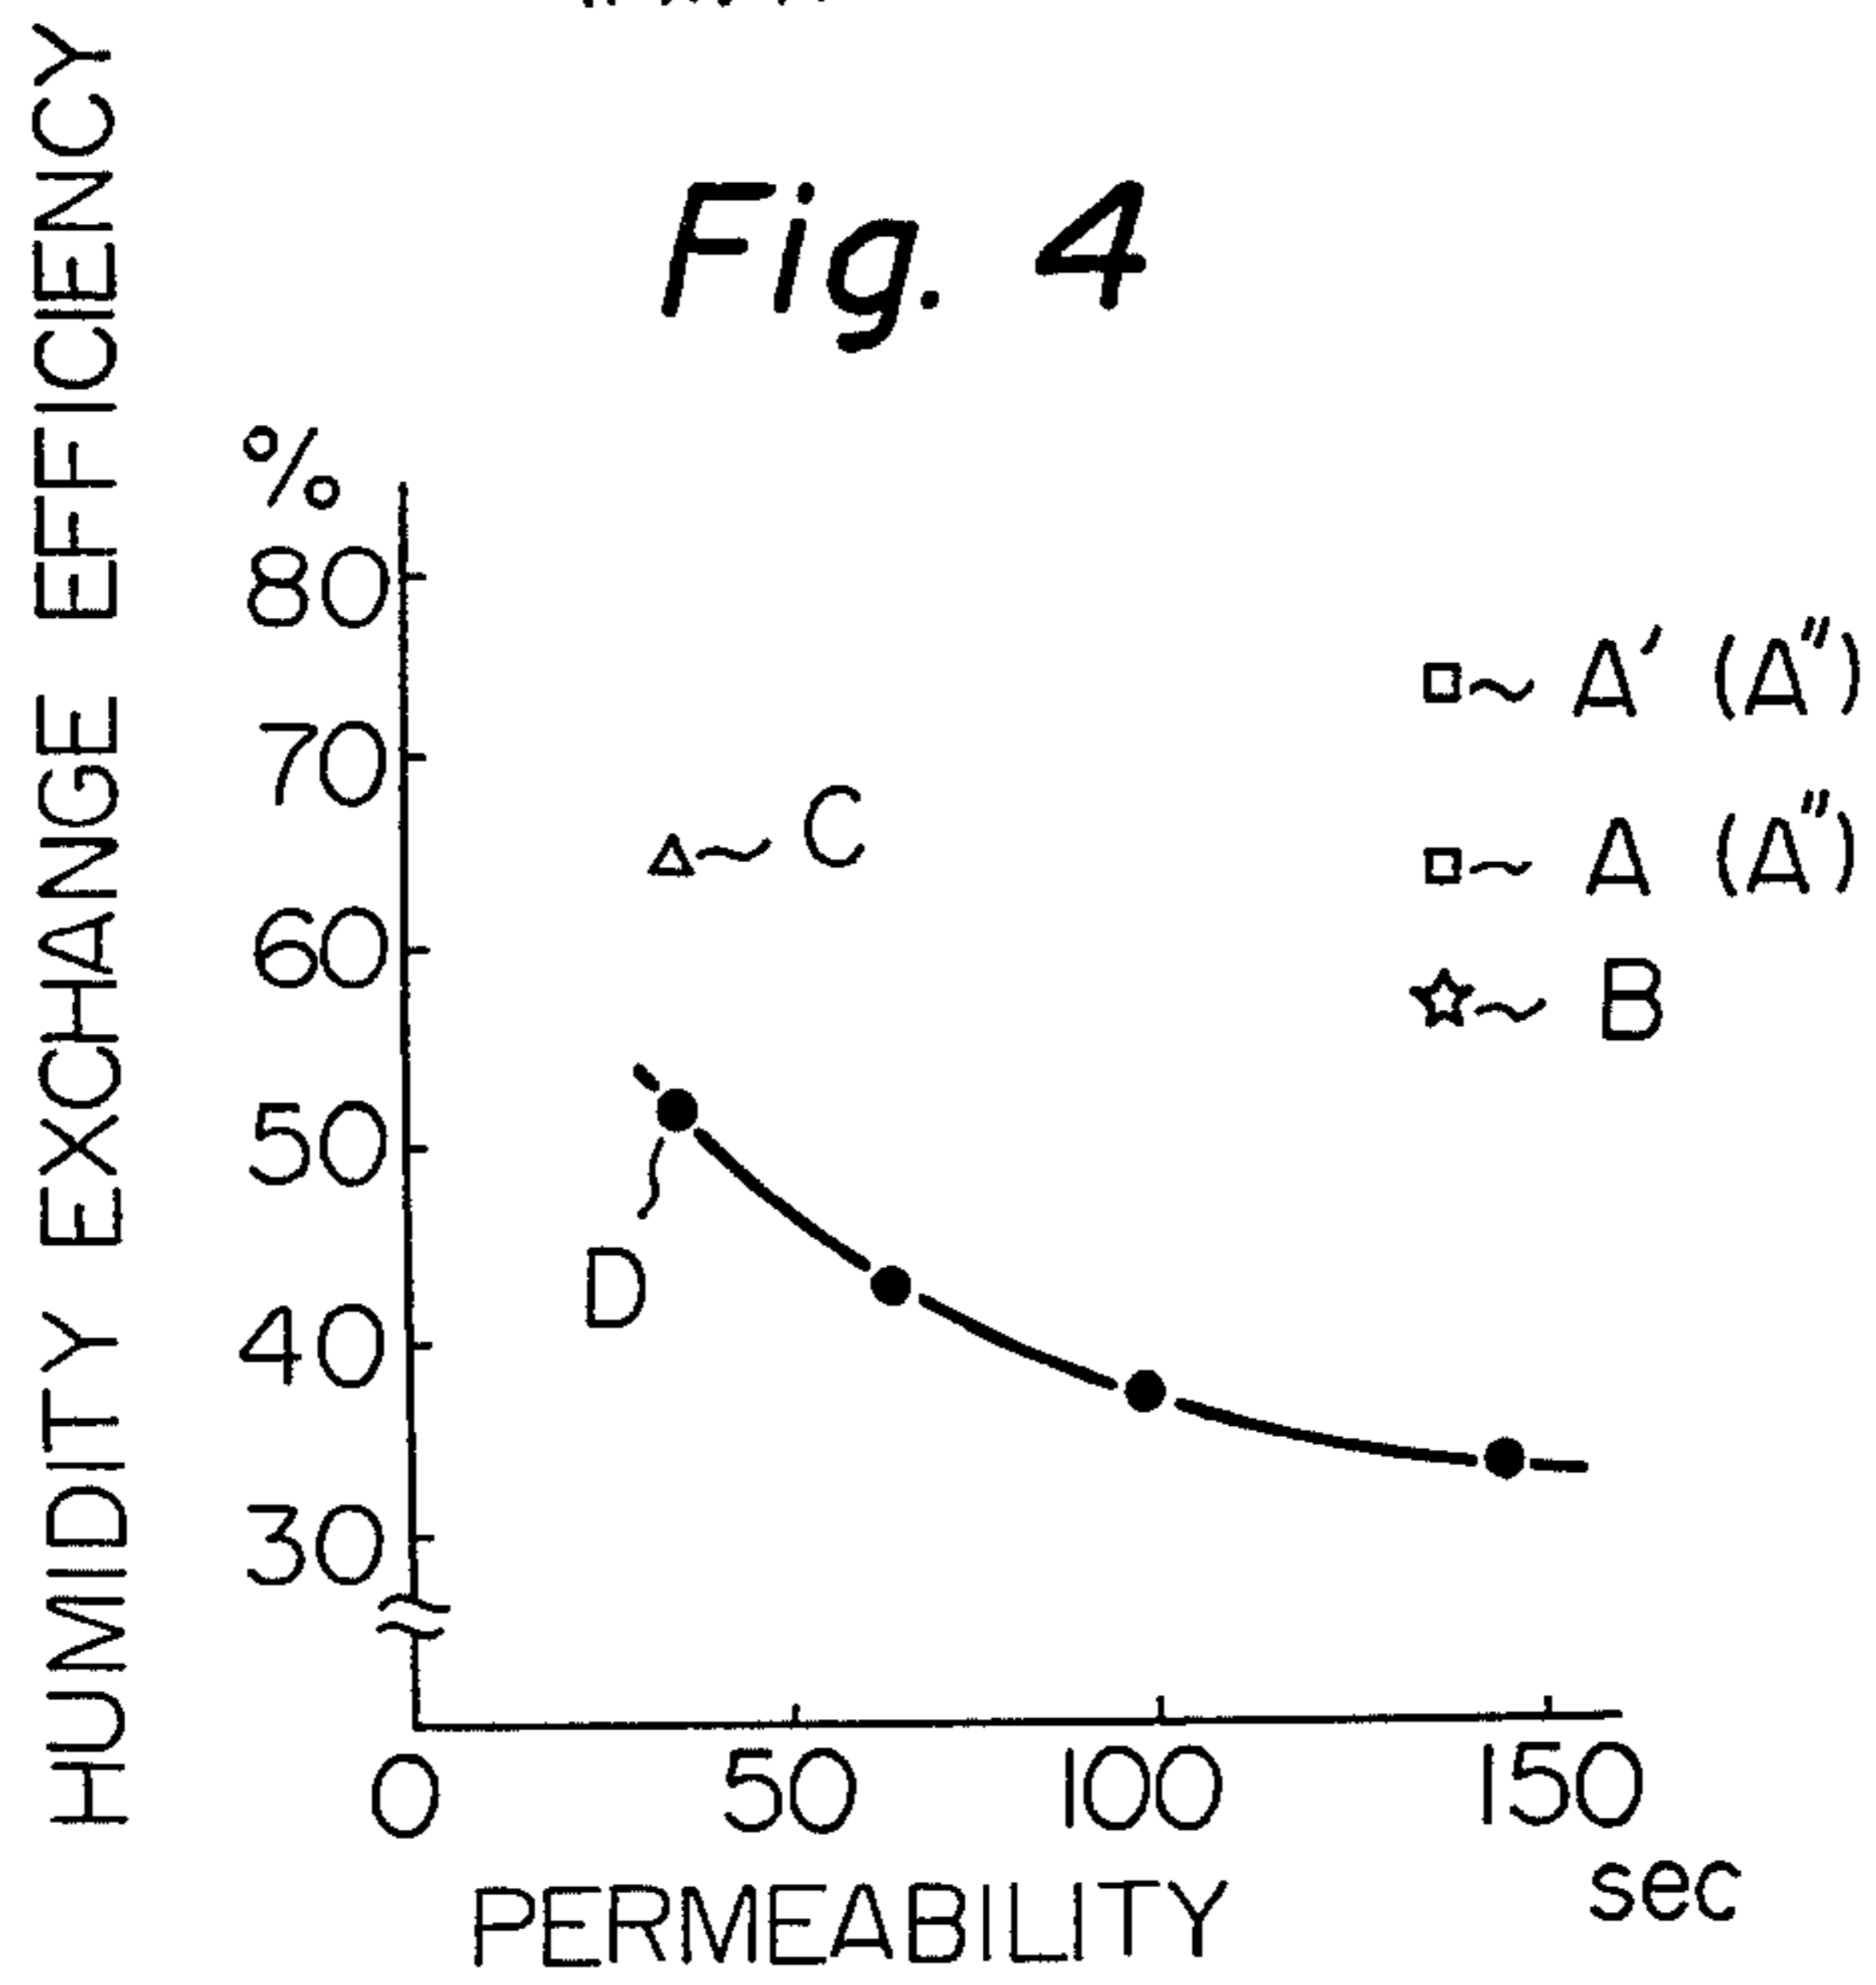 Fig. 4
HUMIDITY EXCHANGE EFFICIENCY
%
80
70
60
50
40
30
A' (A")
A (A")
B
C
D
0 50 100 150
sec
PERMEABILITY